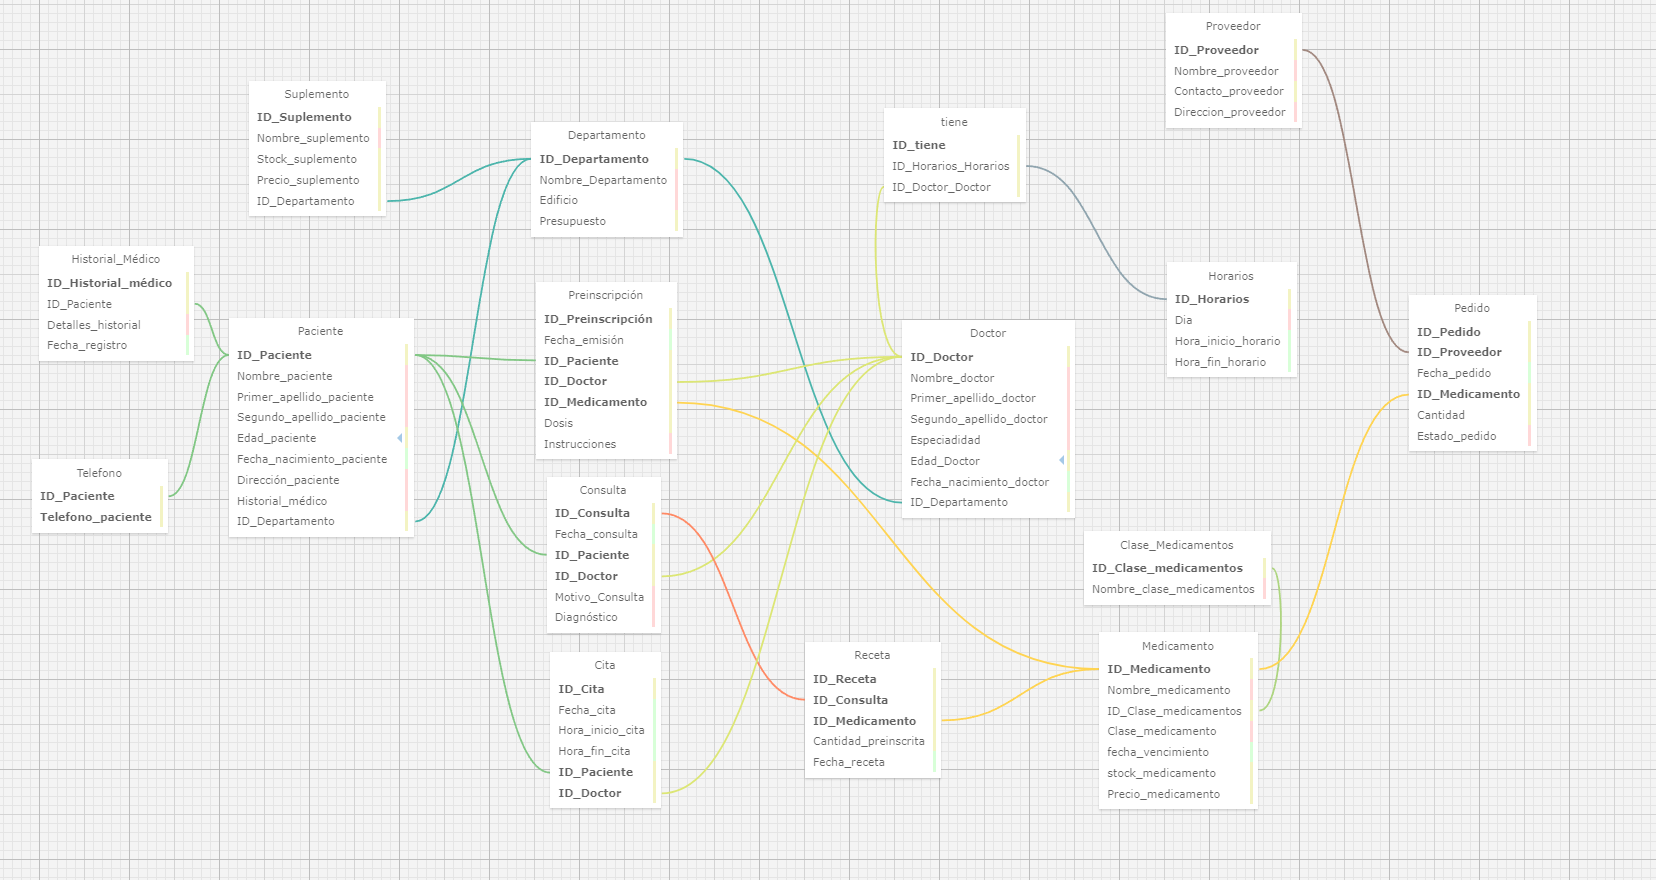 Proveedor
ID_Proveedor
Nombre_proveedor
Contacto_proveedor
Direccion_proveedor
Suplemento
ID_Suplemento
Nombre_suplemento
Stock_suplemento
Precio_suplemento
ID_Departamento
Departamento
ID_Departamento
Nombre_Departamento
Edificio
Presupuesto
tiene
ID_tiene
ID_Horarios_Horarios
ID_Doctor_Doctor
Historial_Médico
ID_Historial_médico
ID_Paciente
Detalles_historial
Fecha_registro
Paciente
ID_Paciente
Nombre_paciente
Primer_apellido_paciente
Segundo_apellido_paciente
Edad_paciente
Fecha_nacimiento_paciente
Dirección_paciente
Historial_médico
ID_Departamento
Telefono
ID_Paciente
Telefono_paciente
Preinscripción
ID_Preinscripción
Fecha_emisión
ID_Paciente
ID_Doctor
ID_Medicamento
Dosis
Instrucciones
Consulta
ID_Consulta
Fecha_consulta
ID_Paciente
ID_Doctor
Motivo_Consulta
Diagnóstico
Cita
ID_Cita
Fecha_cita
Hora_inicio_cita
Hora_fin_cita
ID_Paciente
ID_Doctor
Doctor
ID_Doctor
Nombre_doctor
Primer_apellido_doctor
Segundo_apellido_doctor
Especiadidad
Edad_Doctor
Fecha_nacimiento_doctor
ID_Departamento
Horarios
ID_Horarios
Dia
Hora_inicio_horario
Hora_fin_horario
Pedido
ID_Pedido
ID_Proveedor
Fecha_pedido
ID_Medicamento
Cantidad
Estado_pedido
Clase_Medicamentos
ID_Clase_medicamentos
Nombre_clase_medicamentos
Receta
ID_Receta
ID_Consulta
ID_Medicamento
Cantidad_preinscrita
Fecha_receta
Medicamento
ID_Medicamento
Nombre_medicamento
ID_Clase_medicamentos
Clase_medicamento
fecha_vencimiento
stock_medicamento
Precio_medicamento